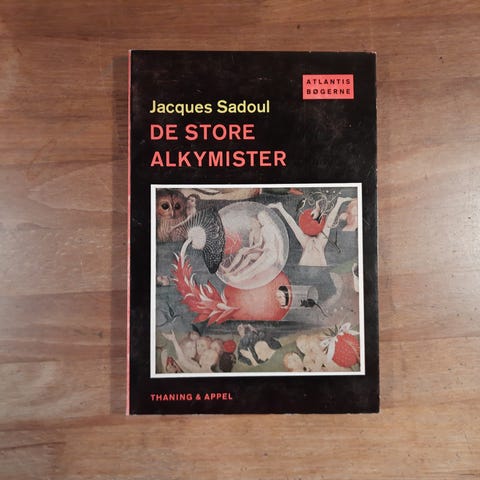 ATLANTIS
BØGERNE
Jacques Sadoul
DE STORE
ALKYMISTER
THANING & APPEL